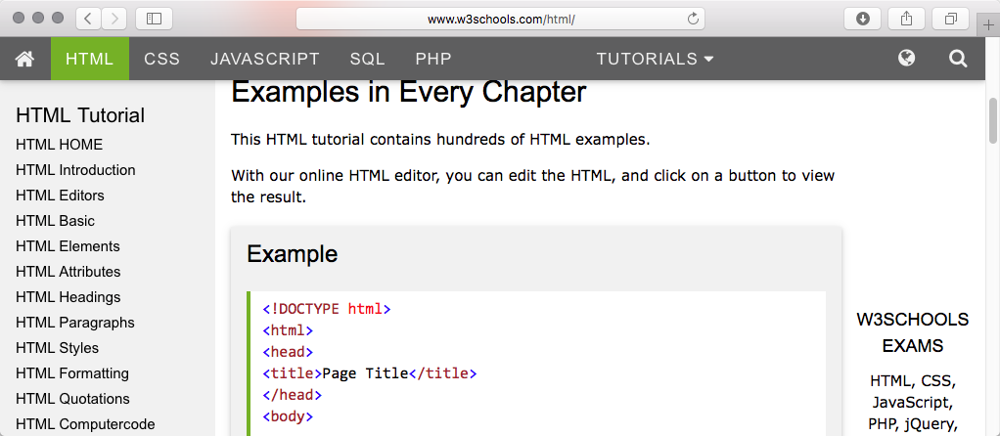 www.w3schools.com/html/
HTML CSS JAVASCRIPT SQL PHP TUTORIALS
HTML Tutorial
HTML HOME
HTML Introduction
HTML Editors
HTML Basic
HTML Elements
HTML Attributes
HTML Headings
HTML Paragraphs
HTML Styles
HTML Formatting
HTML Quotations
HTML Computercode
Examples in Every Chapter
This HTML tutorial contains hundreds of HTML examples.
With our online HTML editor, you can edit the HTML, and click on a button to view
the result.
Example
<!DOCTYPE html>
<html>
<head>
<title>Page Title</title>
</head>
<body>
W3SCHOOLS
EXAMS
HTML, CSS,
JavaScript,
PHP, jQuery,